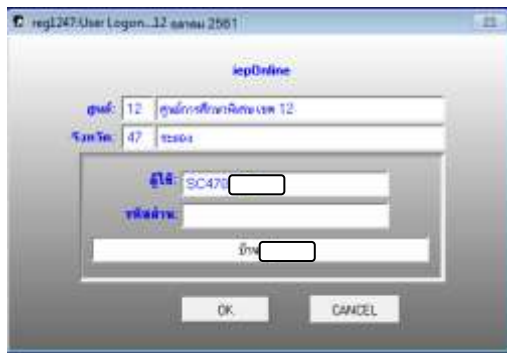 reg1247:User Logon...12 ตุลาคม 2561
iepOnline
ศูนย์: 12 ศูนย์การศึกษาพิเศษ เขต 12
จังหวัด: 47 ระยอง
ผู้ใช้: SC470
รหัสผ่าน:
OK CANCEL